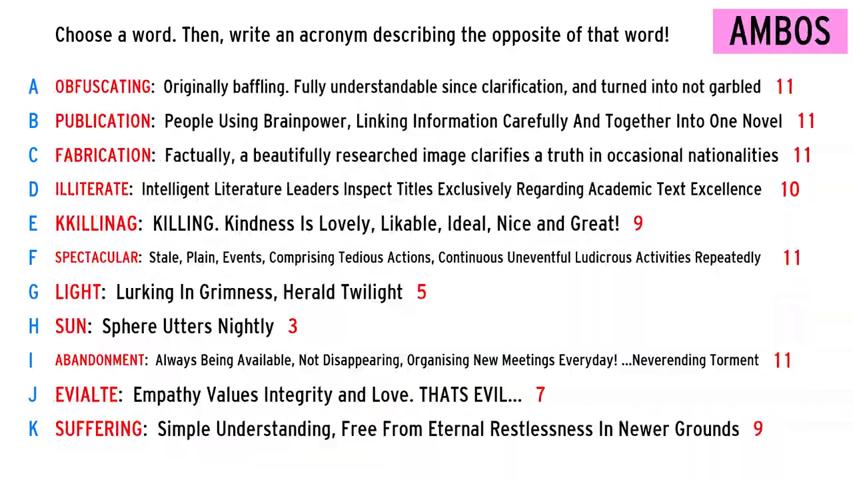 Choose a word. Then, write an acronym describing the opposite of that word!
AMBOS
A OBFUSCATING: Originally baffling. Fully understandable since clarification, and turned into not garbled 11
B PUBLICATION: People Using Brainpower, Linking Information Carefully And Together Into One Novel 11
C FABRICATION: Factually, a beautifully researched image clarifies a truth in occasional nationalities 11
D ILLITERATE: Intelligent Literature Leaders Inspect Titles Exclusively Regarding Academic Text Excellence 10
E KKILLINAG: KILLING. Kindness Is Lovely, Likable, Ideal, Nice and Great! 9
F SPECTACULAR: Stale, Plain, Events, Comprising Tedious Actions, Continuous Uneventful Ludicrous Activities Repeatedly 11
G LIGHT: Lurking In Grimness, Herald Twilight 5
H SUN: Sphere Utters Nightly 3
I ABANDONMENT: Always Being Available, Not Disappearing, Organising New Meetings Everyday! ...Neverending Torment 11
J EVIALTE: Empathy Values Integrity and Love. THATS EVIL... 7
K SUFFERING: Simple Understanding, Free From Eternal Restlessness In Newer Grounds 9